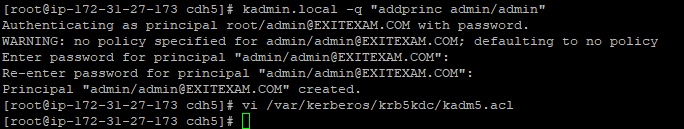 [root@ip-172-31-27-173 cdh5]# kadmin.local -q "addprinc admin/admin"
Authenticating as principal root/admin@EXITEXAM.COM with password.
WARNING: no policy specified for admin/admin@EXITEXAM.COM; defaulting to no policy
Enter password for principal "admin/admin@EXITEXAM.COM":
Re-enter password for principal "admin/admin@EXITEXAM.COM":
Principal "admin/admin@EXITEXAM.COM" created.
[root@ip-172-31-27-173 cdh5]# vi /var/kerberos/krb5kdc/kadm5.acl
[root@ip-172-31-27-173 cdh5]#